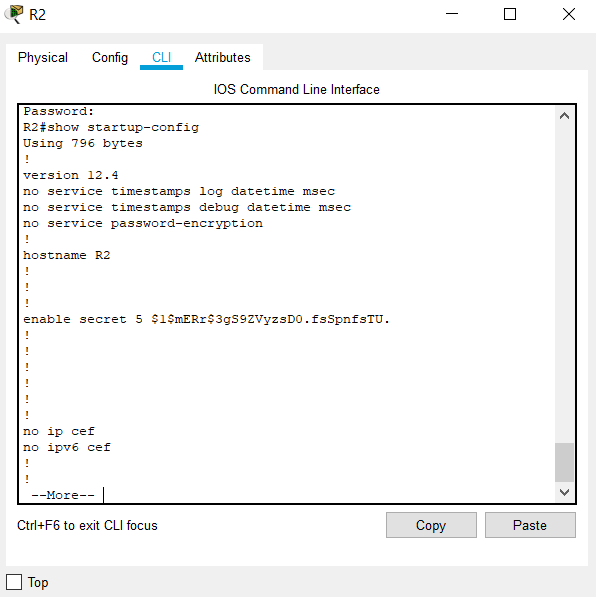 R2
Physical Config CLI Attributes
IOS Command Line Interface
Password:
R2#show startup-config
Using 796 bytes
!
version 12.4
no service timestamps log datetime msec
no service timestamps debug datetime msec
no service password-encryption
!
hostname R2
!
!
!
enable secret 5 $1$mERr$3gS9ZVyzsD0.fsSpnfsTU.
!
!
!
!
!
!
no ip cef
no ipv6 cef
!
!
--More--
Ctrl+F6 to exit CLI focus
Copy Paste
Top